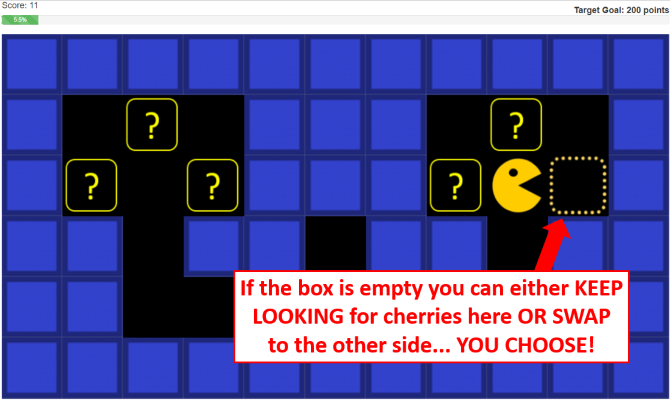 Score: 11
Target Goal: 200 points
5.5%
?
?
?
?
?
If the box is empty you can either KEEP
LOOKING for cherries here OR SWAP
to the other side... YOU CHOOSE!